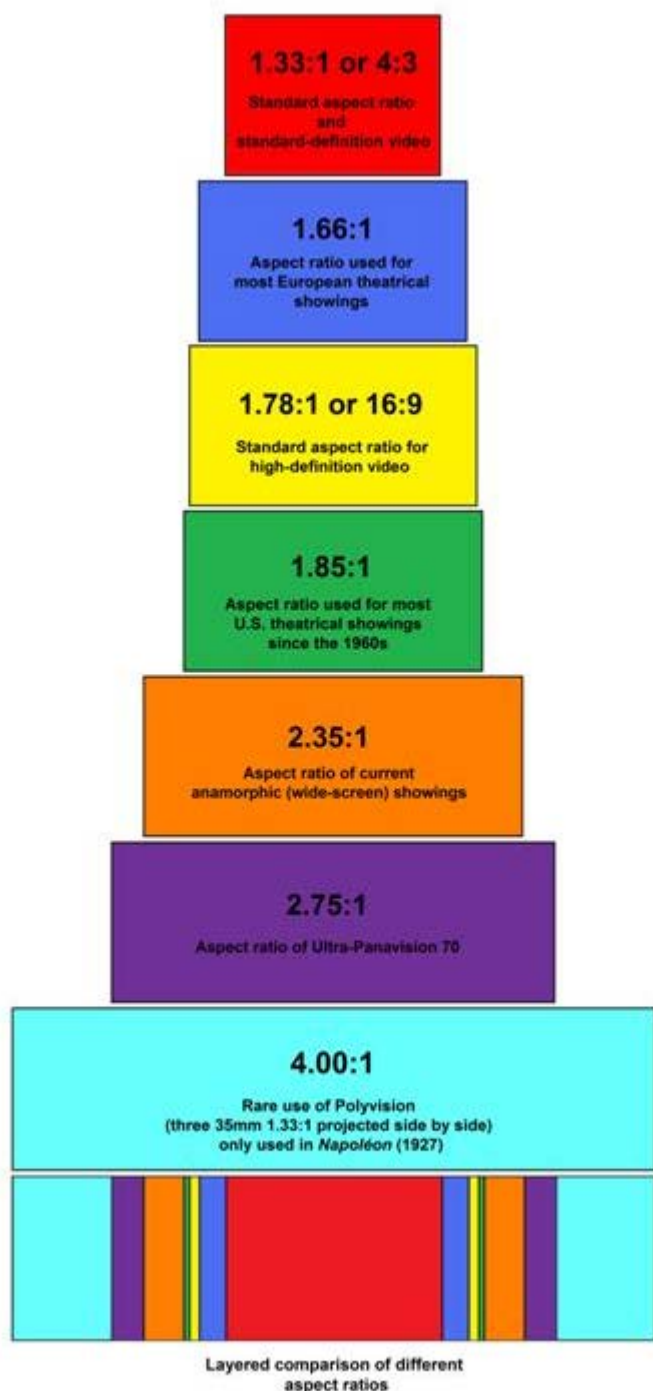 1.33:1 or 4:3
Standard aspect ratio
and
standard-definition video
1.66:1
Aspect ratio used for
most European theatrical
showings
1.78:1 or 16:9
Standard aspect ratio for
high-definition video
1.85:1
Aspect ratio used for most
U.S. theatrical showings
since the 1960s
2.35:1
Aspect ratio of current
anamorphic (wide-screen) showings
2.75:1
Aspect ratio of Ultra-Panavision 70
4.00:1
Rare use of Polyvision
(three 35mm 1.33:1 projected side by side)
only used in Napoléon (1927)
Layered comparison of different
aspect ratios